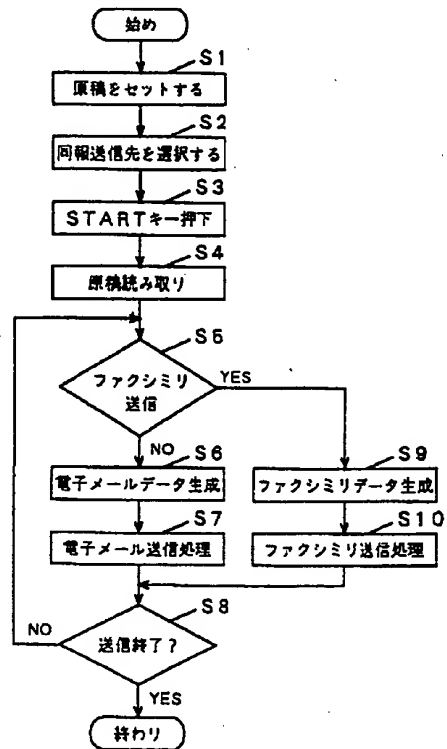 始め
S1
原稿をセットする
S2
同報送信先を選択する
S3
STARTキー押下
S4
原稿読み取り
S5
ファクシミリ
送信
YES
NO
S6
電子メールデータ生成
S9
ファクシミリデータ生成
S7
電子メール送信処理
S10
ファクシミリ送信処理
S8
送信終了?
NO
YES
終わり